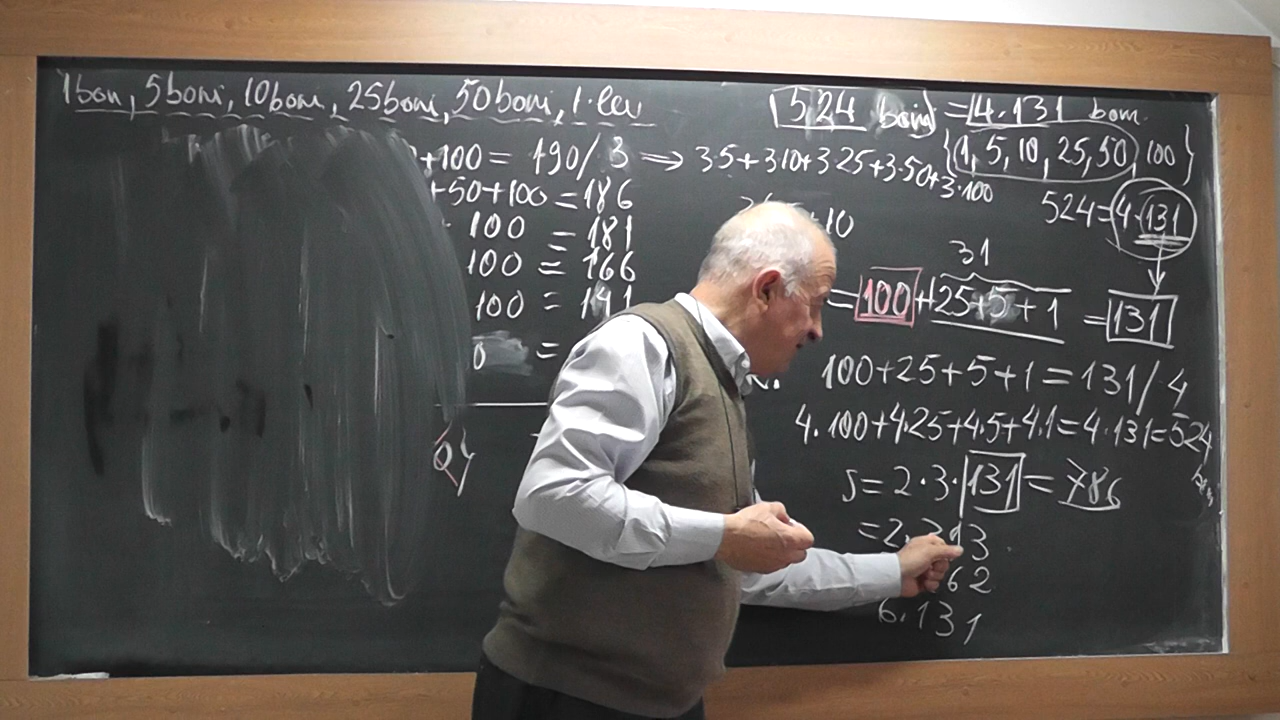 1ban, 5bani, 10bani, 25bani, 50bani, 1 leu
524 bani = 4·131 bani
+100 = 190/3 ⟹ 3·5+3·10+3·25+3·50+3·100
{1, 5, 10, 25, 50, 100}
+50+100 = 186
524=4·131
100 = 181
+10
100 = 166
31
100 = 141
= 100 + 25+5+1 = 131
0 =
100+25+5+1=131/4
4·100+4·25+4·5+4·1=4·131=524
S= 2·3·131 = 786
62
6·131